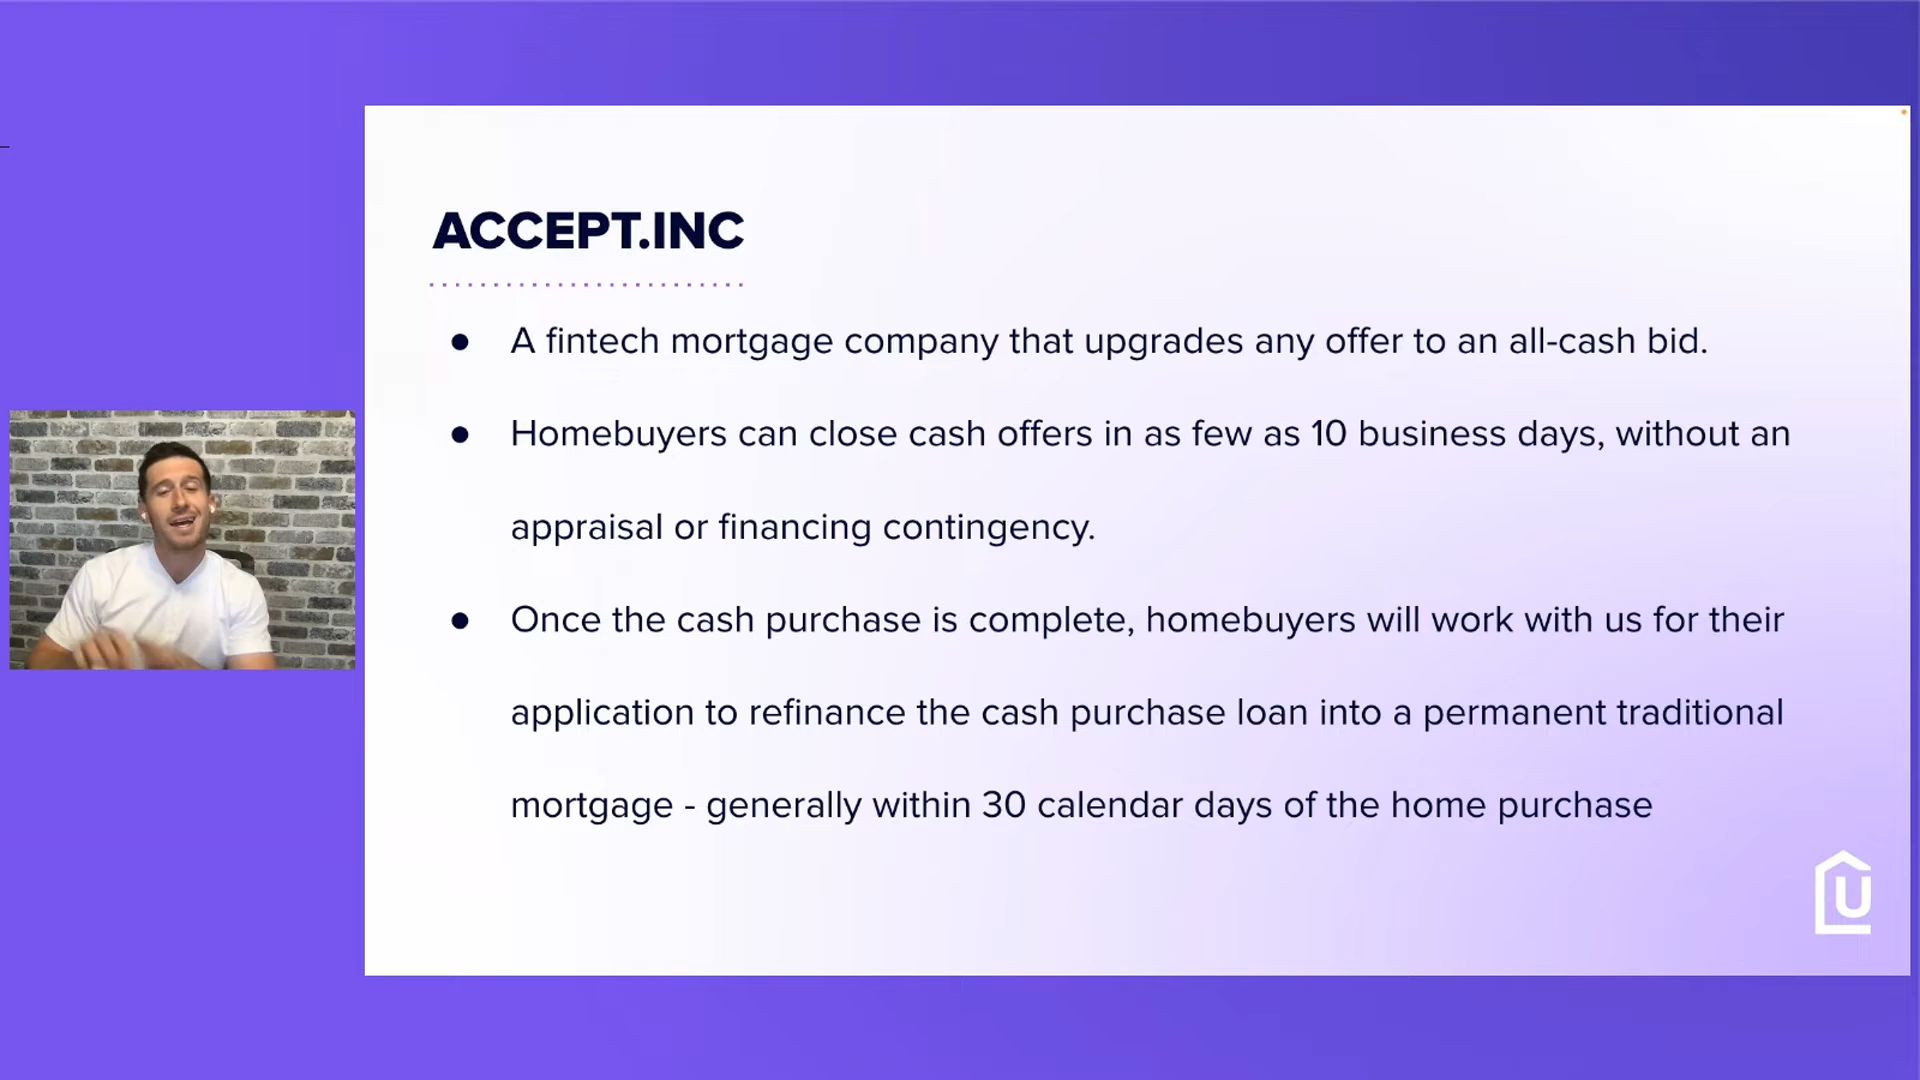 ACCEPT.INC
● A fintech mortgage company that upgrades any offer to an all-cash bid.
● Homebuyers can close cash offers in as few as 10 business days, without an
appraisal or financing contingency.
● Once the cash purchase is complete, homebuyers will work with us for their
application to refinance the cash purchase loan into a permanent traditional
mortgage - generally within 30 calendar days of the home purchase
U